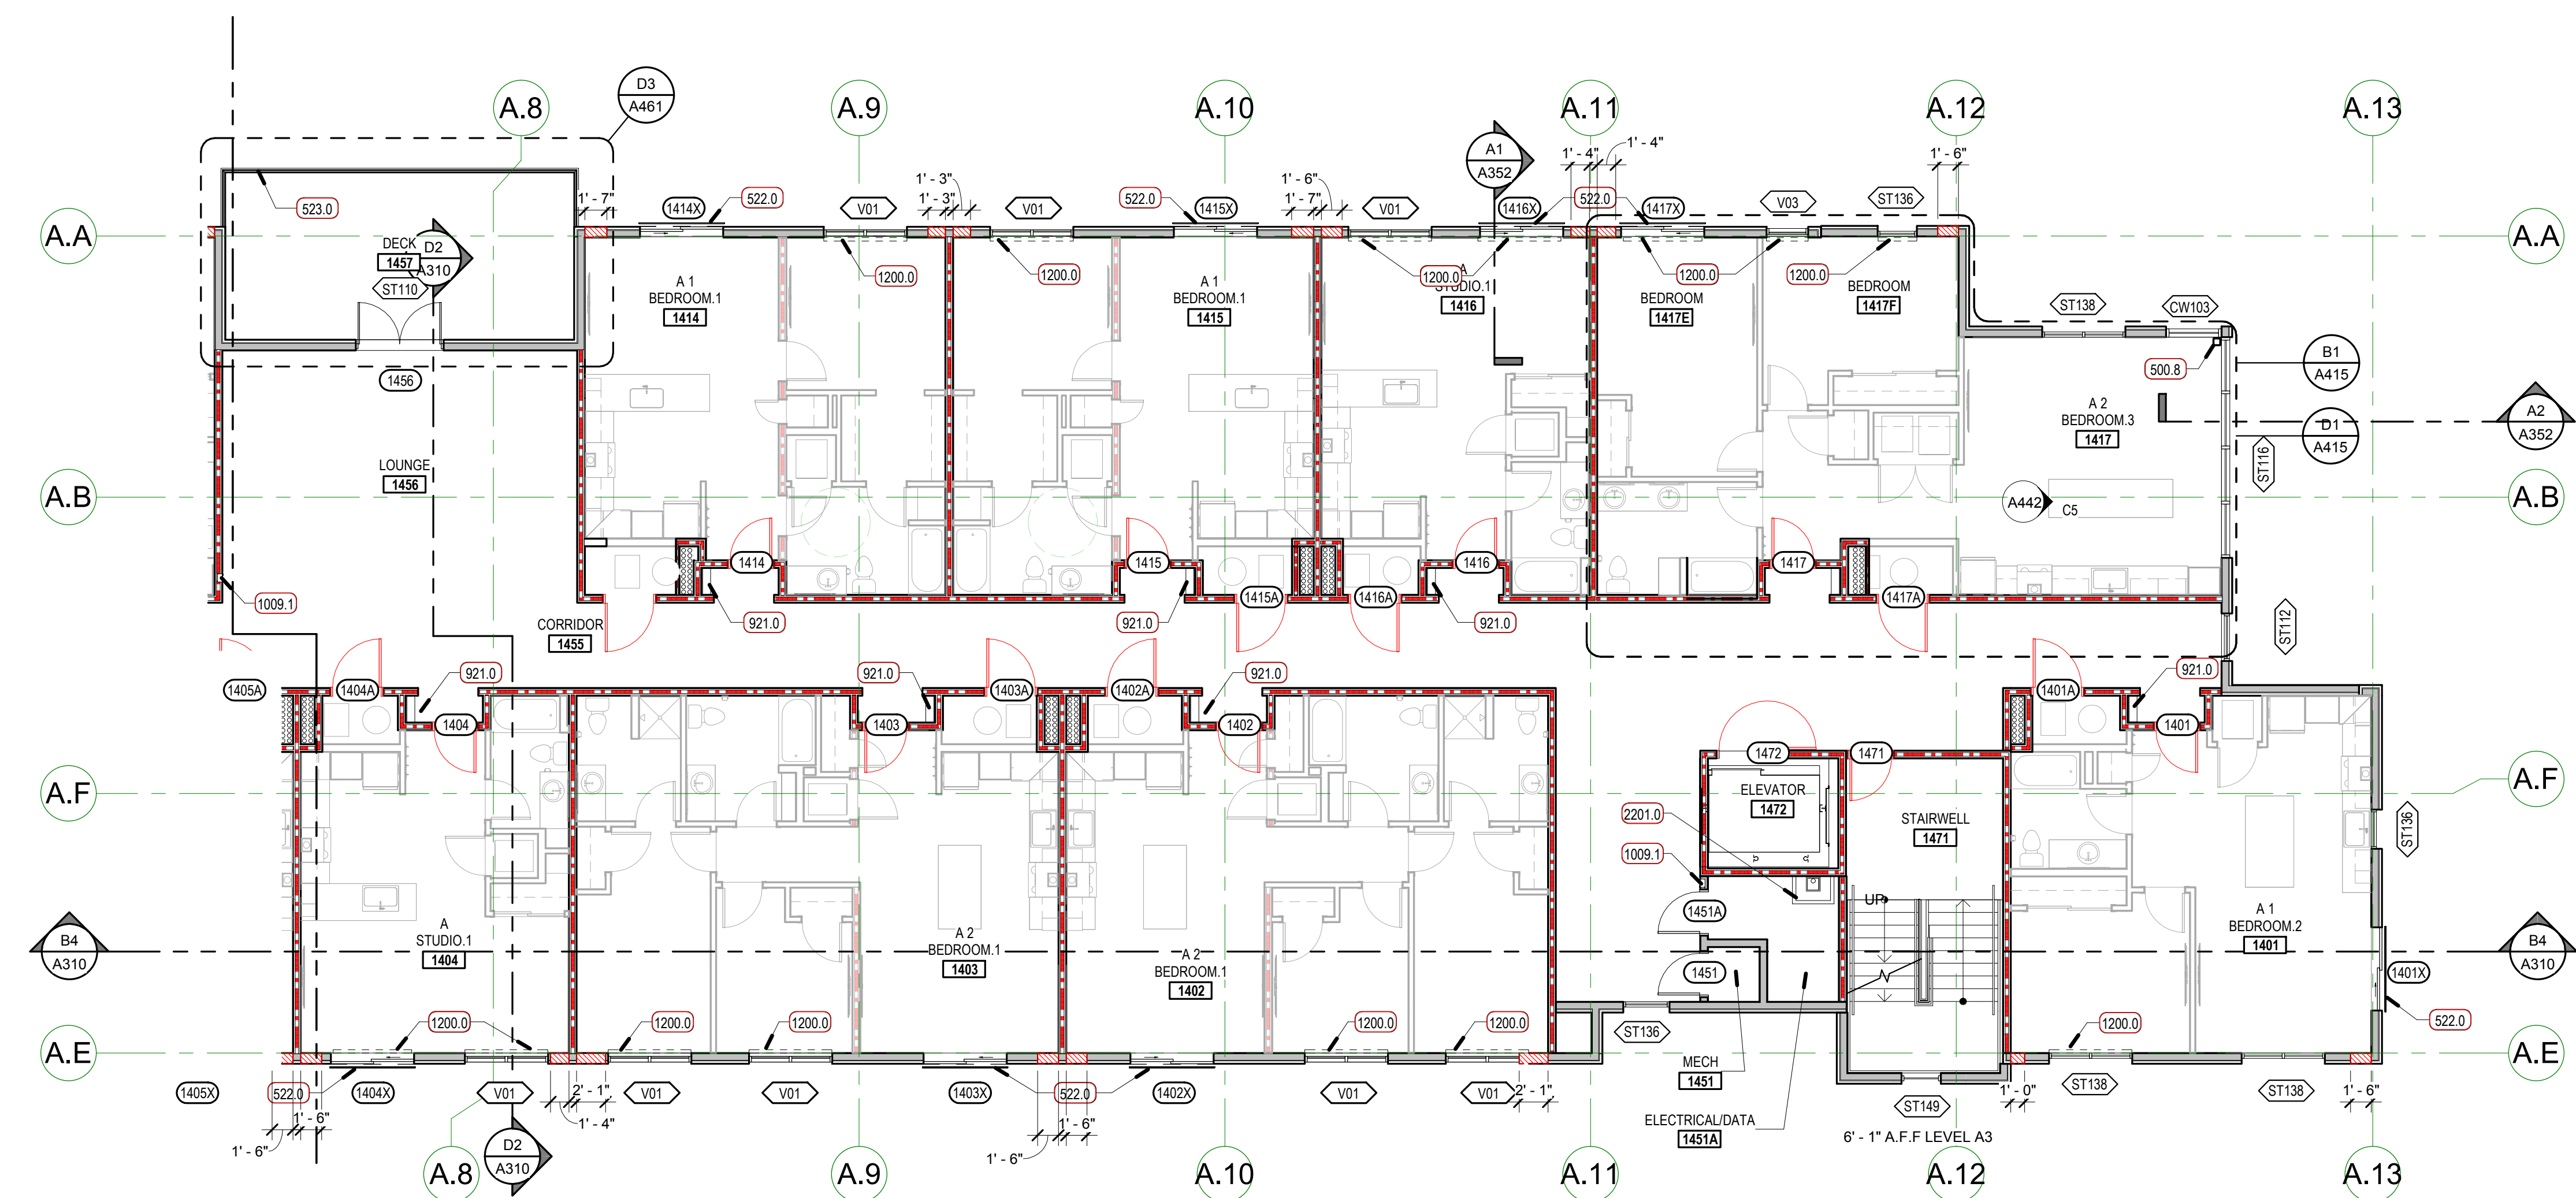 D3
A461
A.8
A.9
A.10
A.11
A.12
A.13
A1
A352
1' - 4"
1' - 4"
1' - 6"
1' - 3"
1' - 3"
1' - 6"
1' - 7"
1' - 7"
523.0
1414X
522.0
V01
V01
522.0
1415X
V01
1416X
522.0
1417X
V03
ST136
A.A
A.A
DECK
1457
D2
A310
ST110
1200.0
1200.0
1200.0
1200.0
1200.0
A 1
BEDROOM.1
1414
A 1
BEDROOM.1
1415
A
STUDIO.1
1416
BEDROOM
1417E
BEDROOM
1417F
ST138
CW103
500.8
B1
A415
1456
A 2
BEDROOM.3
1417
A2
A352
D1
A415
ST116
LOUNGE
1456
A.B
A.B
A442
C5
1414
1415
1416
1417
1009.1
1415A
1416A
1417A
921.0
921.0
921.0
CORRIDOR
1455
ST112
1405A
1404A
921.0
921.0
1403A
1402A
921.0
1401A
921.0
1404
1403
1402
1472
1471
1401
A.F
A.F
ELEVATOR
1472
2201.0
STAIRWELL
1471
ST136
1009.1
UP
1451A
A
STUDIO.1
1404
A 2
BEDROOM.1
1403
A 2
BEDROOM.1
1402
A 1
BEDROOM.2
1401
B4
A310
B4
A310
1451
1401X
1200.0
1200.0
1200.0
1200.0
1200.0
ST136
1200.0
522.0
A.E
A.E
MECH
1451
1405X
522.0
1404X
V01
2' - 1"
V01
V01
1403X
522.0
1402X
V01
V01
2' - 1"
1' - 0"
ST138
ST138
1' - 6"
ST149
1' - 6"
1' - 4"
1' - 6"
1' - 6"
1' - 6"
ELECTRICAL/DATA
1451A
6' - 1" A.F.F LEVEL A3
D2
A310
A.8
A.9
A.10
A.11
A.12
A.13